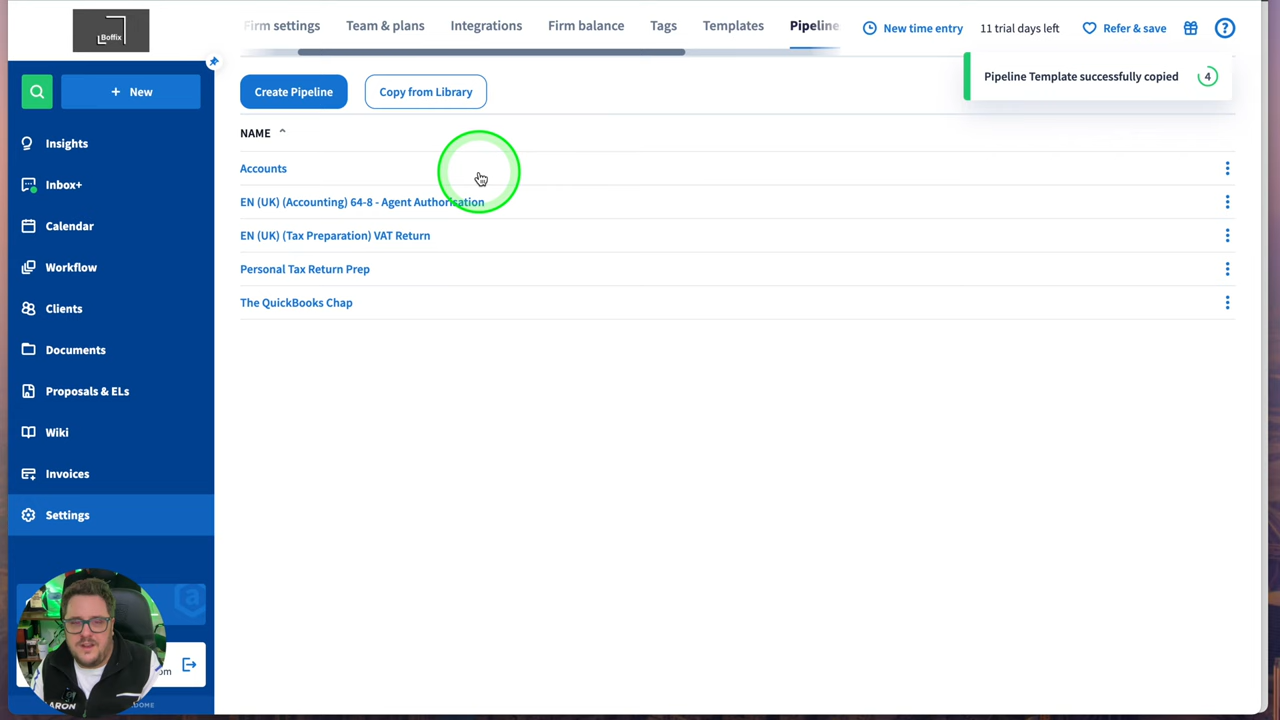 Boffix
Firm settings
Team & plans
Integrations
Firm balance
Tags
Templates
Pipeline
New time entry
11 trial days left
Refer & save
?
Pipeline Template successfully copied
4
+ New
Create Pipeline
Copy from Library
NAME
Insights
Accounts
Inbox+
EN (UK) (Accounting) 64-8 - Agent Authorisation
Calendar
EN (UK) (Tax Preparation) VAT Return
Workflow
Personal Tax Return Prep
Clients
The QuickBooks Chap
Documents
Proposals & ELs
Wiki
Invoices
Settings
om